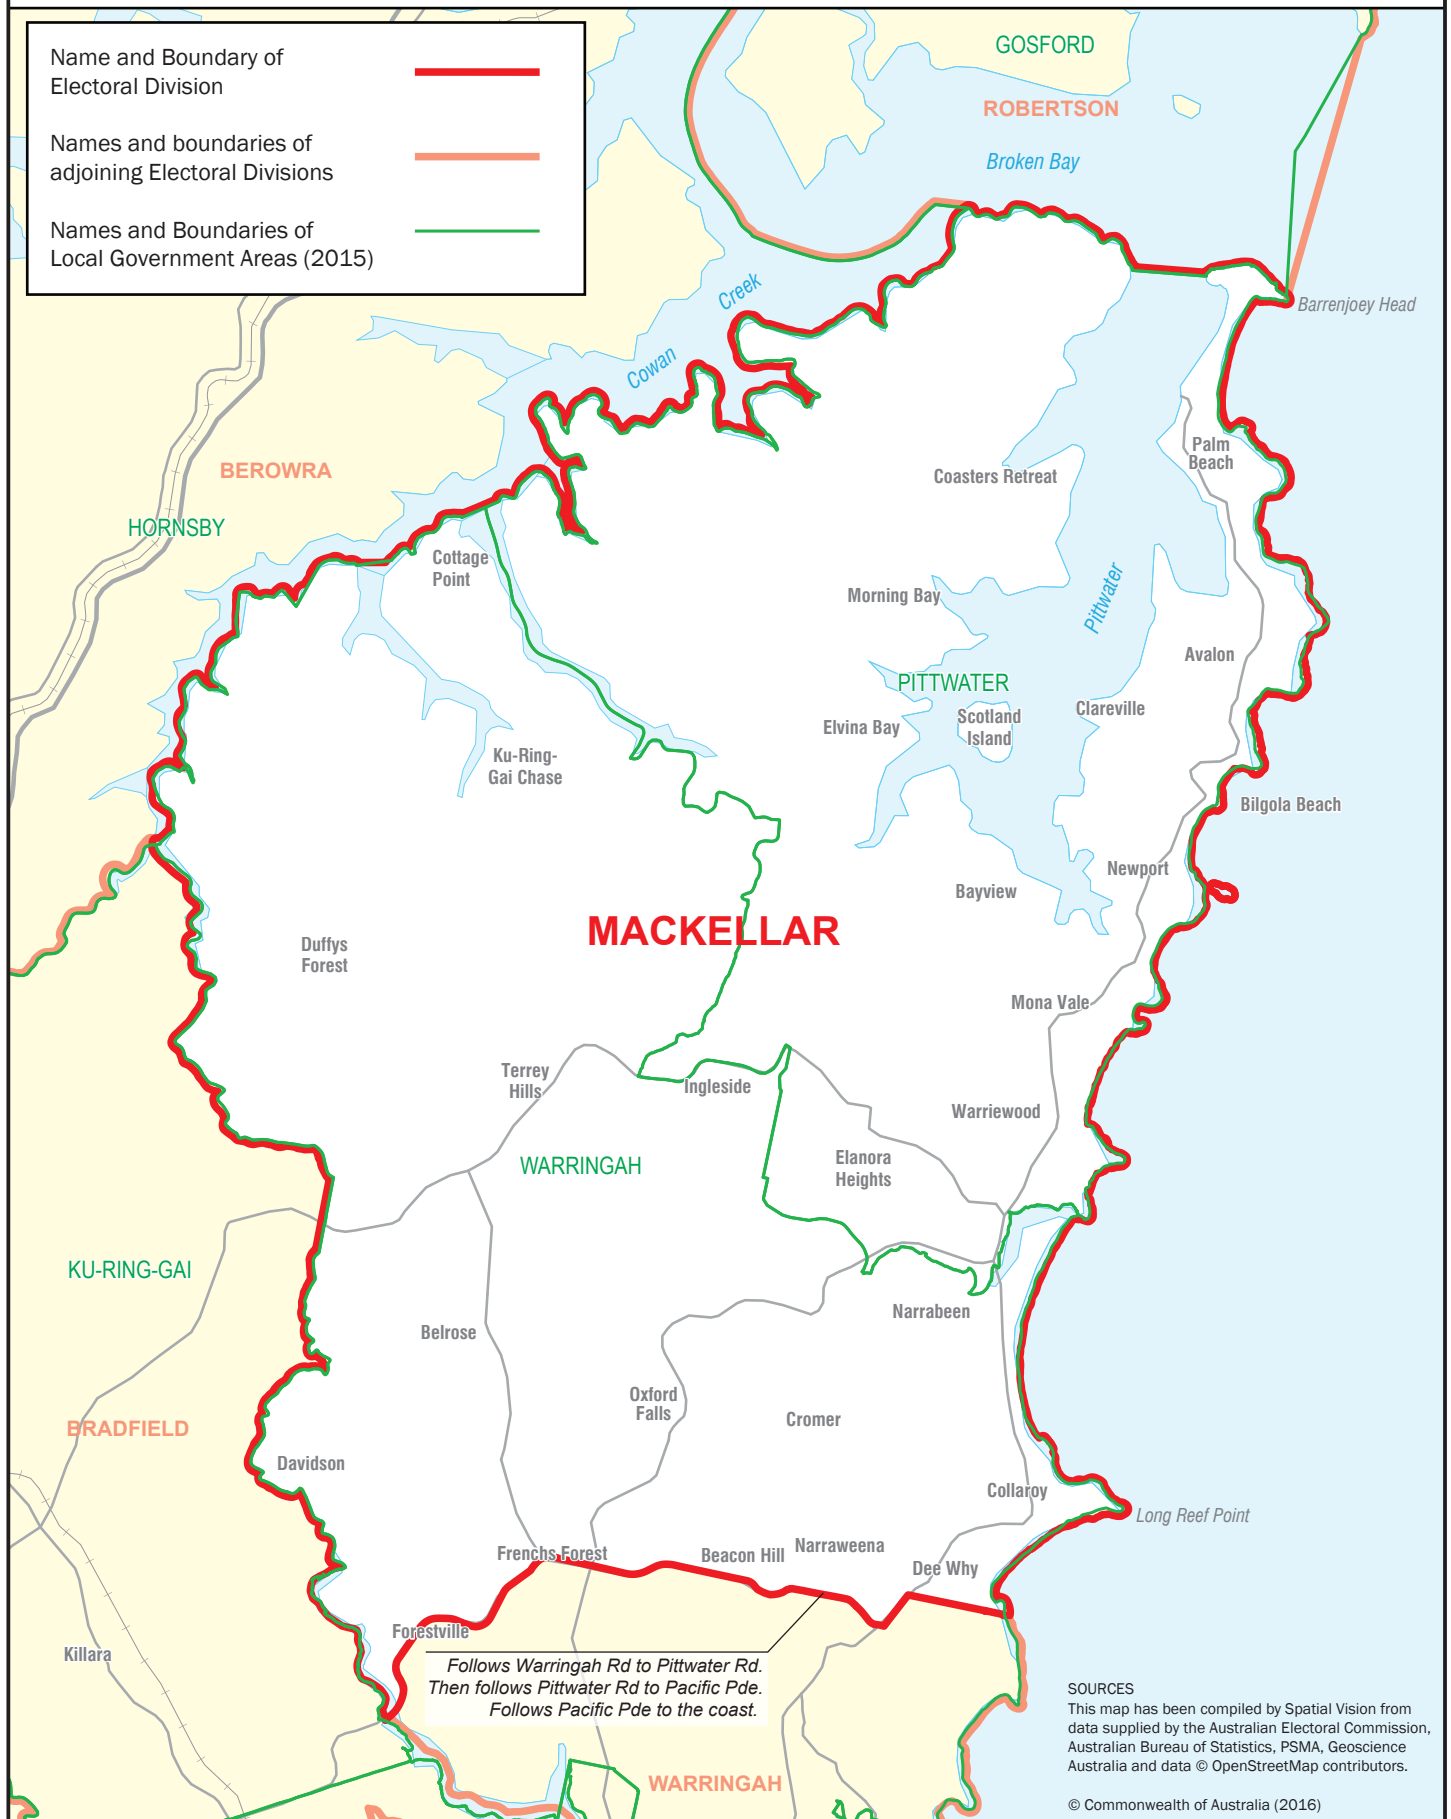 Name and Boundary of
Electoral Division
Names and boundaries of
adjoining Electoral Divisions
Names and Boundaries of
Local Government Areas (2015)
GOSFORD
ROBERTSON
Broken Bay
Barrenjoey Head
Creek
Cowan
Palm
Beach
BEROWRA
Coasters Retreat
HORNSBY
Cottage
Point
Morning Bay
Pittwater
Avalon
PITTWATER
Clareville
Scotland
Island
Elvina Bay
Ku-Ring-
Gai Chase
Bilgola Beach
Newport
Bayview
MACKELLAR
Duffys
Forest
Mona Vale
Terrey
Hills
Ingleside
Warriewood
WARRINGAH
Elanora
Heights
KU-RING-GAI
Narrabeen
Belrose
Oxford
Falls
Cromer
BRADFIELD
Davidson
Collaroy
Long Reef Point
Frenchs Forest
Beacon Hill
Narraweena
Dee Why
Forestville
Killara
Follows Warringah Rd to Pittwater Rd.
Then follows Pittwater Rd to Pacific Pde.
Follows Pacific Pde to the coast.
WARRINGAH
SOURCES
This map has been compiled by Spatial Vision from
data supplied by the Australian Electoral Commission,
Australian Bureau of Statistics, PSMA, Geoscience
Australia and data © OpenStreetMap contributors.
© Commonwealth of Australia (2016)